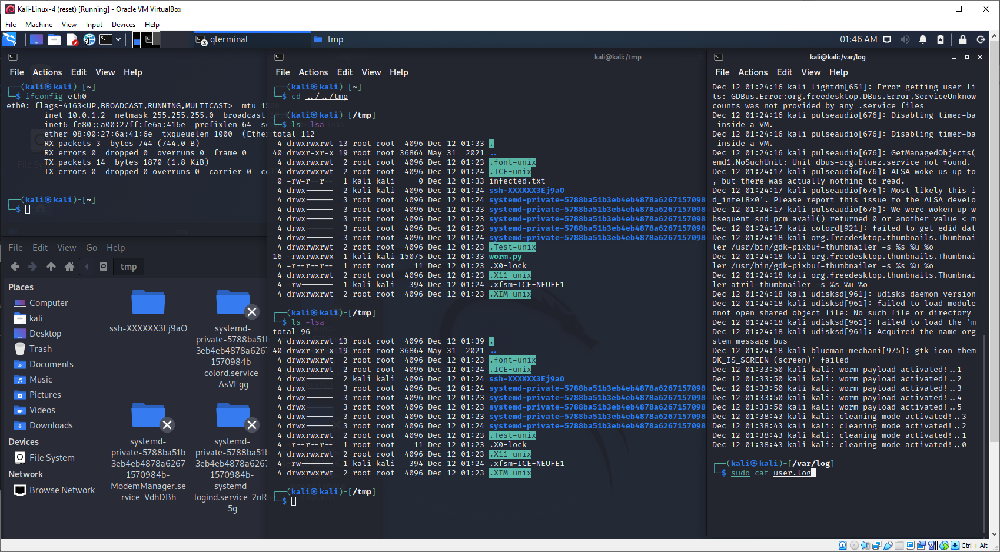 Kali-Linux-4 (reset) [Running] - Oracle VM VirtualBox
File Machine View Input Devices Help
qterminal
3
tmp
01:46 AM
File Actions Edit View Help
┌──(kali㉿kali)-[~]
└─$ ifconfig eth0
eth0: flags=4163<UP,BROADCAST,RUNNING,MULTICAST>  mtu 1500
inet 10.0.1.2  netmask 255.255.255.0  broadcast
inet6 fe80::a00:27ff:fe6a:416e  prefixlen 64
ether 08:00:27:6a:41:6e  txqueuelen 1000  (Ether
RX packets 3  bytes 744 (744.0 B)
RX errors 0  dropped 0  overruns 0  frame 0
TX packets 14  bytes 1870 (1.8 KiB)
TX errors 0  dropped 0 overruns 0  carrier 0  co
┌──(kali㉿kali)-[~]
└─$
File Edit View Go Help
tmp
Places
Computer
kali
Desktop
Trash
Documents
Music
Pictures
Videos
Downloads
Devices
File System
Network
Browse Network
ssh-XXXXXX3Ej9aO
systemd-
private-5788ba51b
3eb4eb4878a6267
1570984b-
colord.service-
AsVFgg
systemd-
private-5788ba51b
3eb4eb4878a6267
1570984b-
ModemManager.se
rvice-VdhDBh
systemd-
private-5788ba51b
3eb4eb4878a6267
1570984b-
systemd-
logind.service-2nR
5g
kali@kali: /tmp
File Actions Edit View Help
┌──(kali㉿kali)-[~]
└─$ cd ../../tmp
┌──(kali㉿kali)-[/tmp]
└─$ ls -lsa
total 112
4 drwxrwxrwt 13 root root  4096 Dec 12 01:33 .
40 drwxr-xr-x 19 root root 36864 May 31  2021 ..
4 drwxrwxrwt  2 root root  4096 Dec 12 01:23 .font-unix
4 drwxrwxrwt  2 root root  4096 Dec 12 01:24 .ICE-unix
0 -rw-r--r--  1 kali kali     0 Dec 12 01:33 infected.txt
4 drwx------  2 kali kali  4096 Dec 12 01:24 ssh-XXXXXX3Ej9aO
4 drwx------  3 root root  4096 Dec 12 01:24 systemd-private-5788ba51b3eb4eb4878a62671570984
4 drwx------  3 root root  4096 Dec 12 01:23 systemd-private-5788ba51b3eb4eb4878a62671570984
4 drwx------  3 root root  4096 Dec 12 01:23 systemd-private-5788ba51b3eb4eb4878a62671570984
4 drwx------  3 root root  4096 Dec 12 01:23 systemd-private-5788ba51b3eb4eb4878a62671570984
4 drwx------  3 root root  4096 Dec 12 01:24 systemd-private-5788ba51b3eb4eb4878a62671570984
4 drwxrwxrwt  2 root root  4096 Dec 12 01:23 .Test-unix
16 -rwxrwxrwx  1 kali kali 15075 Dec 12 01:33 worm.py
4 -r--r--r--  1 root root    11 Dec 12 01:23 .X0-lock
4 drwxrwxrwt  2 root root  4096 Dec 12 01:23 .X11-unix
4 -rw-------  1 kali kali   394 Dec 12 01:24 .xfsm-ICE-NEUFE1
4 drwxrwxrwt  2 root root  4096 Dec 12 01:23 .XIM-unix
┌──(kali㉿kali)-[/tmp]
└─$ ls -lsa
total 96
4 drwxrwxrwt 13 root root  4096 Dec 12 01:39 .
40 drwxr-xr-x 19 root root 36864 May 31  2021 ..
4 drwxrwxrwt  2 root root  4096 Dec 12 01:23 .font-unix
4 drwxrwxrwt  2 root root  4096 Dec 12 01:24 .ICE-unix
4 drwx------  2 kali kali  4096 Dec 12 01:24 ssh-XXXXXX3Ej9aO
4 drwx------  3 root root  4096 Dec 12 01:24 systemd-private-5788ba51b3eb4eb4878a62671570984
4 drwx------  3 root root  4096 Dec 12 01:23 systemd-private-5788ba51b3eb4eb4878a62671570984
4 drwx------  3 root root  4096 Dec 12 01:23 systemd-private-5788ba51b3eb4eb4878a62671570984
4 drwx------  3 root root  4096 Dec 12 01:23 systemd-private-5788ba51b3eb4eb4878a62671570984
4 drwx------  3 root root  4096 Dec 12 01:24 systemd-private-5788ba51b3eb4eb4878a62671570984
4 drwxrwxrwt  2 root root  4096 Dec 12 01:23 .Test-unix
4 -r--r--r--  1 root root    11 Dec 12 01:23 .X0-lock
4 drwxrwxrwt  2 root root  4096 Dec 12 01:23 .X11-unix
4 -rw-------  1 kali kali   394 Dec 12 01:24 .xfsm-ICE-NEUFE1
4 drwxrwxrwt  2 root root  4096 Dec 12 01:23 .XIM-unix
┌──(kali㉿kali)-[/tmp]
└─$
kali@kali: /var/log
File Actions Edit View Help
Dec 12 01:24:16 kali lightdm[651]: Error getting user li
ts: GDBus.Error:org.freedesktop.DBus.Error.ServiceUnknow
counts was not provided by any .service files
Dec 12 01:24:16 kali pulseaudio[676]: Disabling timer-ba
inside a VM.
Dec 12 01:24:16 kali pulseaudio[676]: Disabling timer-ba
inside a VM.
Dec 12 01:24:16 kali pulseaudio[676]: GetManagedObjects(
emd1.NoSuchUnit: Unit dbus-org.bluez.service not found.
Dec 12 01:24:17 kali pulseaudio[676]: ALSA woke us up to
, but there was actually nothing to read.
Dec 12 01:24:17 kali pulseaudio[676]: Most likely this i
d_intel8x0'. Please report this issue to the ALSA develo
Dec 12 01:24:17 kali pulseaudio[676]: We were woken up w
bsequent snd_pcm_avail() returned 0 or another value < m
Dec 12 01:24:17 kali colord[921]: failed to get edid dat
Dec 12 01:24:18 kali org.freedesktop.thumbnails.Thumbnai
ler /usr/bin/gdk-pixbuf-thumbnailer -s %s %u %o
Dec 12 01:24:18 kali org.freedesktop.thumbnails.Thumbnai
ler /usr/bin/gdk-pixbuf-thumbnailer -s %s %u %o
Dec 12 01:24:18 kali org.freedesktop.thumbnails.Thumbnai
ler atril-thumbnailer -s %s %u %o
Dec 12 01:24:18 kali udisksd[961]: udisks daemon version
Dec 12 01:24:18 kali udisksd[961]: failed to load module
nnot open shared object file: No such file or directory
Dec 12 01:24:18 kali udisksd[961]: Failed to load the 'm
Dec 12 01:24:18 kali udisksd[961]: Acquired the name org
stem message bus
Dec 12 01:24:18 kali blueman-mechani[975]: gtk_icon_them
DK_IS_SCREEN (screen)' failed
Dec 12 01:33:50 kali kali: worm payload activated!..1
Dec 12 01:33:50 kali kali: worm payload activated!..2
Dec 12 01:33:50 kali kali: worm payload activated!..3
Dec 12 01:33:50 kali kali: worm payload activated!..4
Dec 12 01:33:50 kali kali: worm payload activated!..5
Dec 12 01:38:43 kali kali: cleaning mode activated!..3
Dec 12 01:38:43 kali kali: cleaning mode activated!..2
Dec 12 01:38:43 kali kali: cleaning mode activated!..1
Dec 12 01:38:43 kali kali: cleaning mode activated!..0
┌──(kali㉿kali)-[/var/log]
└─$ sudo cat user.log
Ctrl + Alt